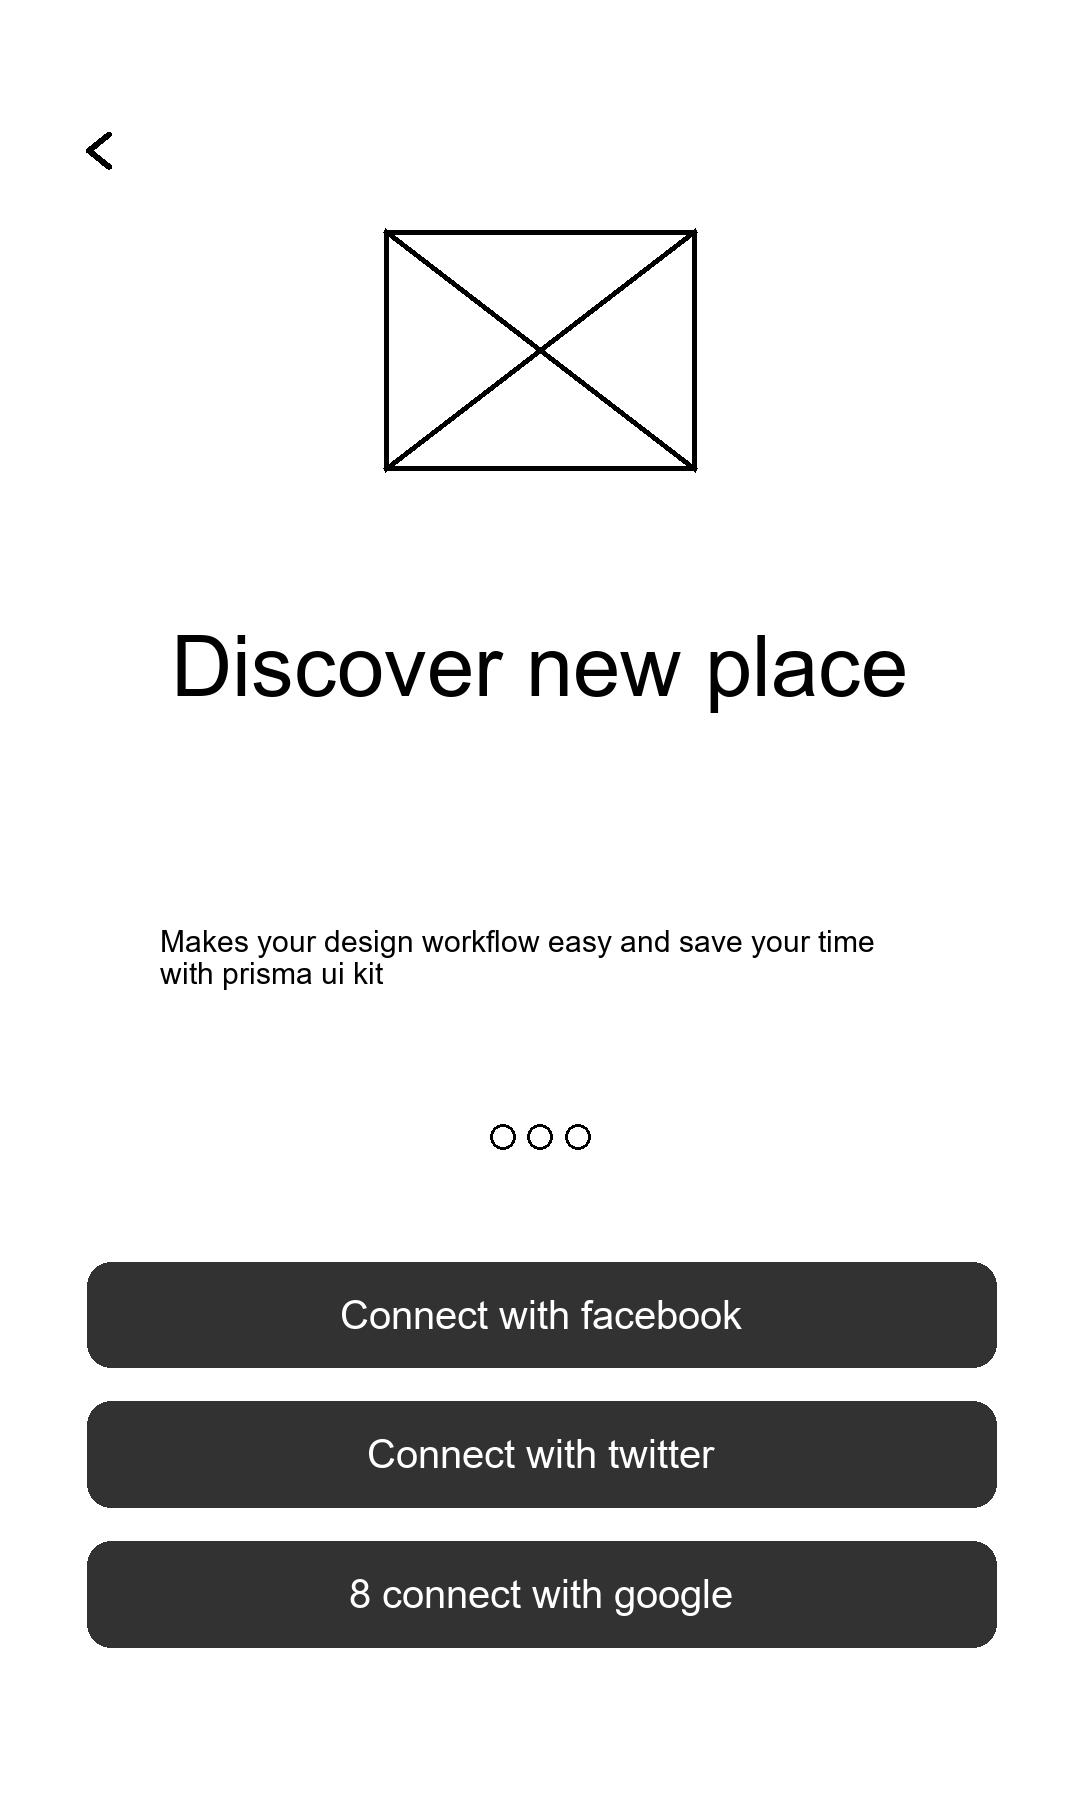 Discover new place
Makes your design workflow easy and save your time
with prisma ui kit
Connect with facebook
Connect with twitter
8 connect with google